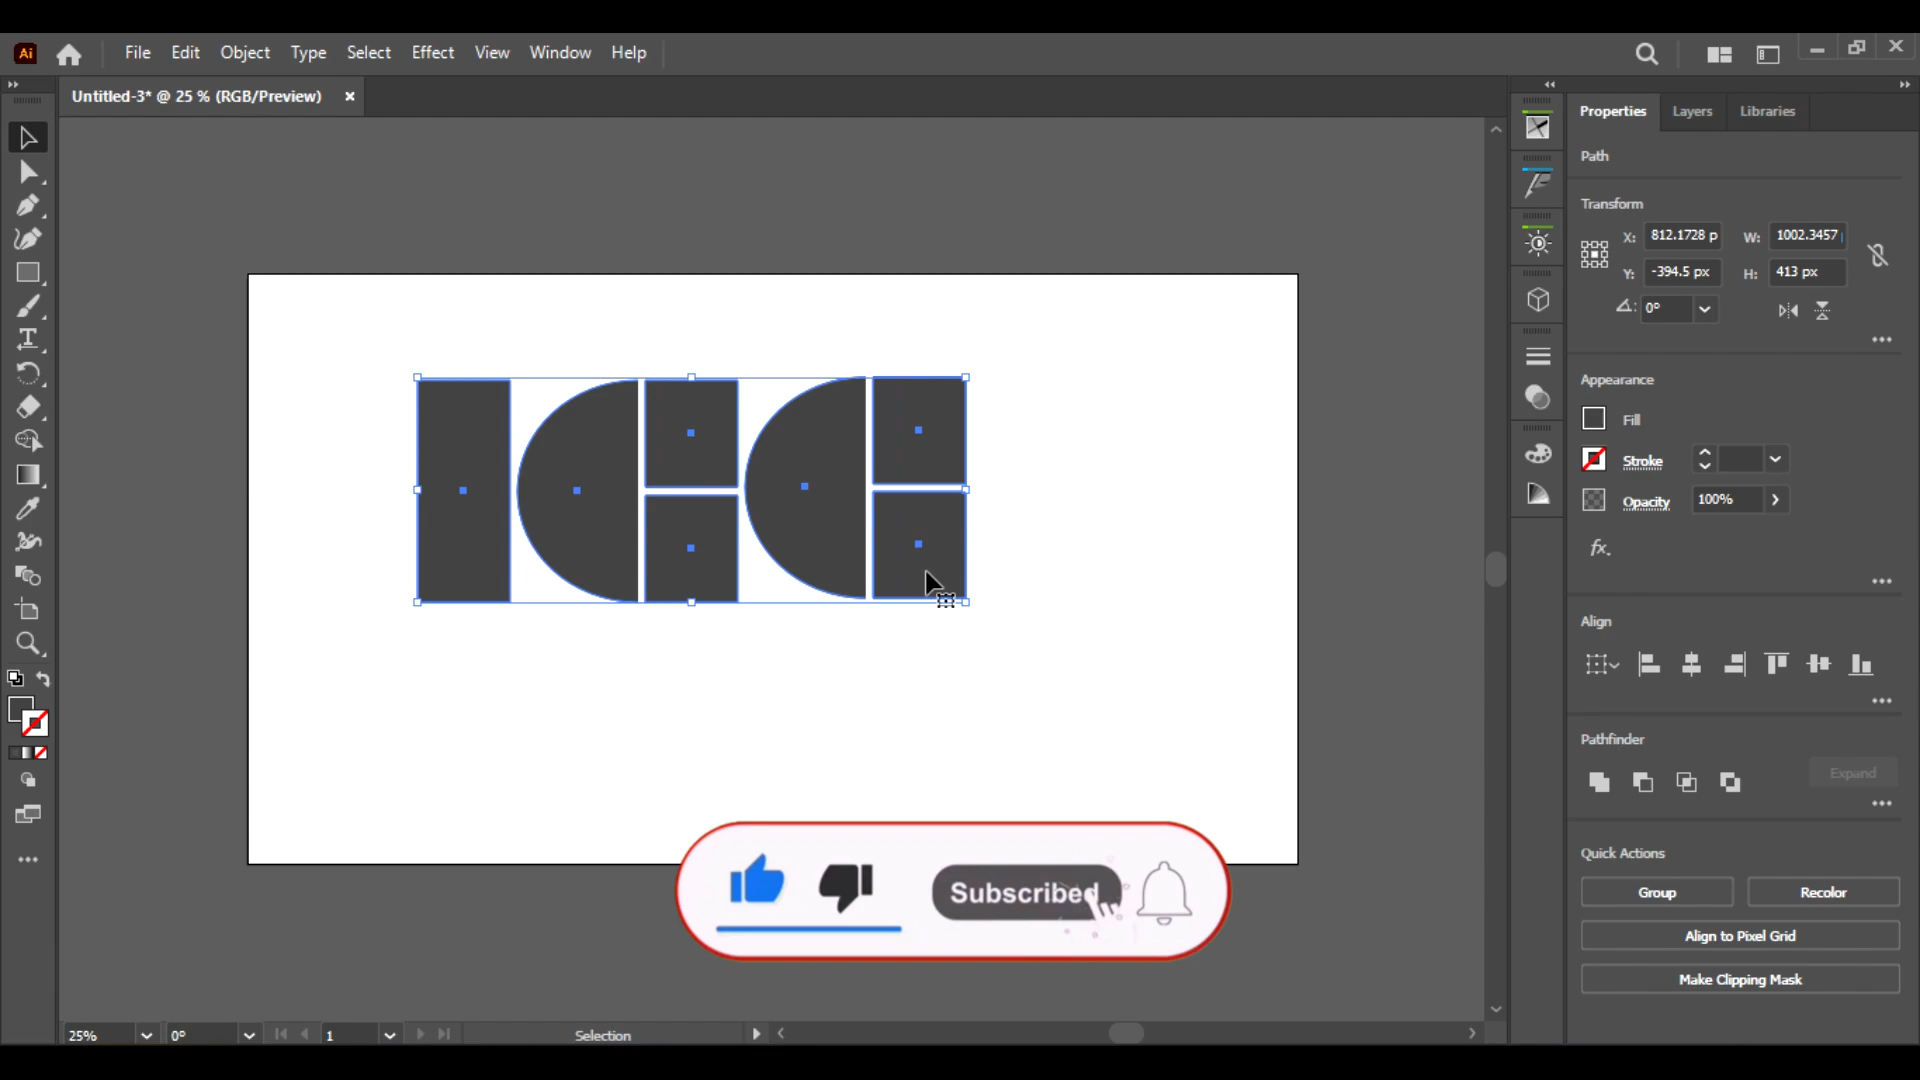 Ai File Edit Object Type Select Effect View Window Help
Untitled-3* @ 25 % (RGB/Preview) ×
Properties Layers Libraries
Path
Transform
X: 812.1728 p W: 1002.3457
Y: -394.5 px H: 413 px
0°
Appearance
Fill
Stroke
Opacity 100%
fx.
Align
Pathfinder
Expand
Quick Actions
Group Recolor
Align to Pixel Grid
Make Clipping Mask
Subscribed
25% 0° 1 Selection